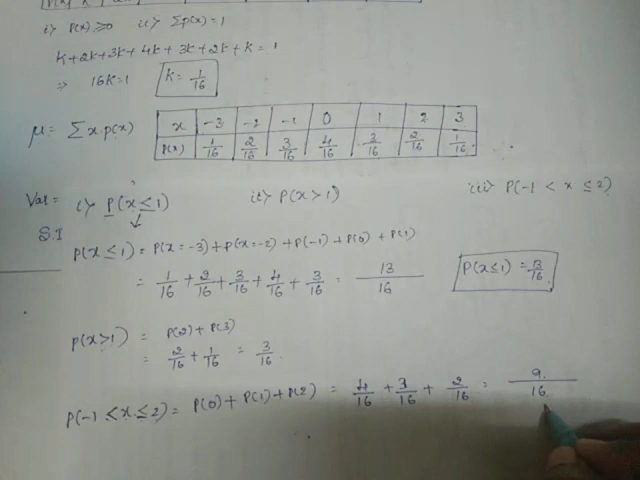 i> P(x) ≥ 0 ii> Σp(x) = 1
K + 2k + 3k + 4k + 3k + 2k + k = 1
⇒ 16K = 1 K = 1/16
μ = Σ x.p(x)
x -3 -2 -1 0 1 2 3
P(x) 1/16 2/16 3/16 4/16 3/16 2/16 1/16
Var = i> P(x ≤ 1) ii> P(x > 1) iii> P(-1 < x ≤ 2)
S.D
P(x ≤ 1) = P(x = -3) + p(x = -2) + P(-1) + P(0) + P(1)
= 1/16 + 2/16 + 3/16 + 4/16 + 3/16 = 13/16 P(x ≤ 1) = 13/16
P(x > 1) = P(2) + P(3)
= 2/16 + 1/16 = 3/16
P(-1 < x ≤ 2) = P(0) + P(1) + P(2) = 4/16 + 3/16 + 2/16 = 9/16